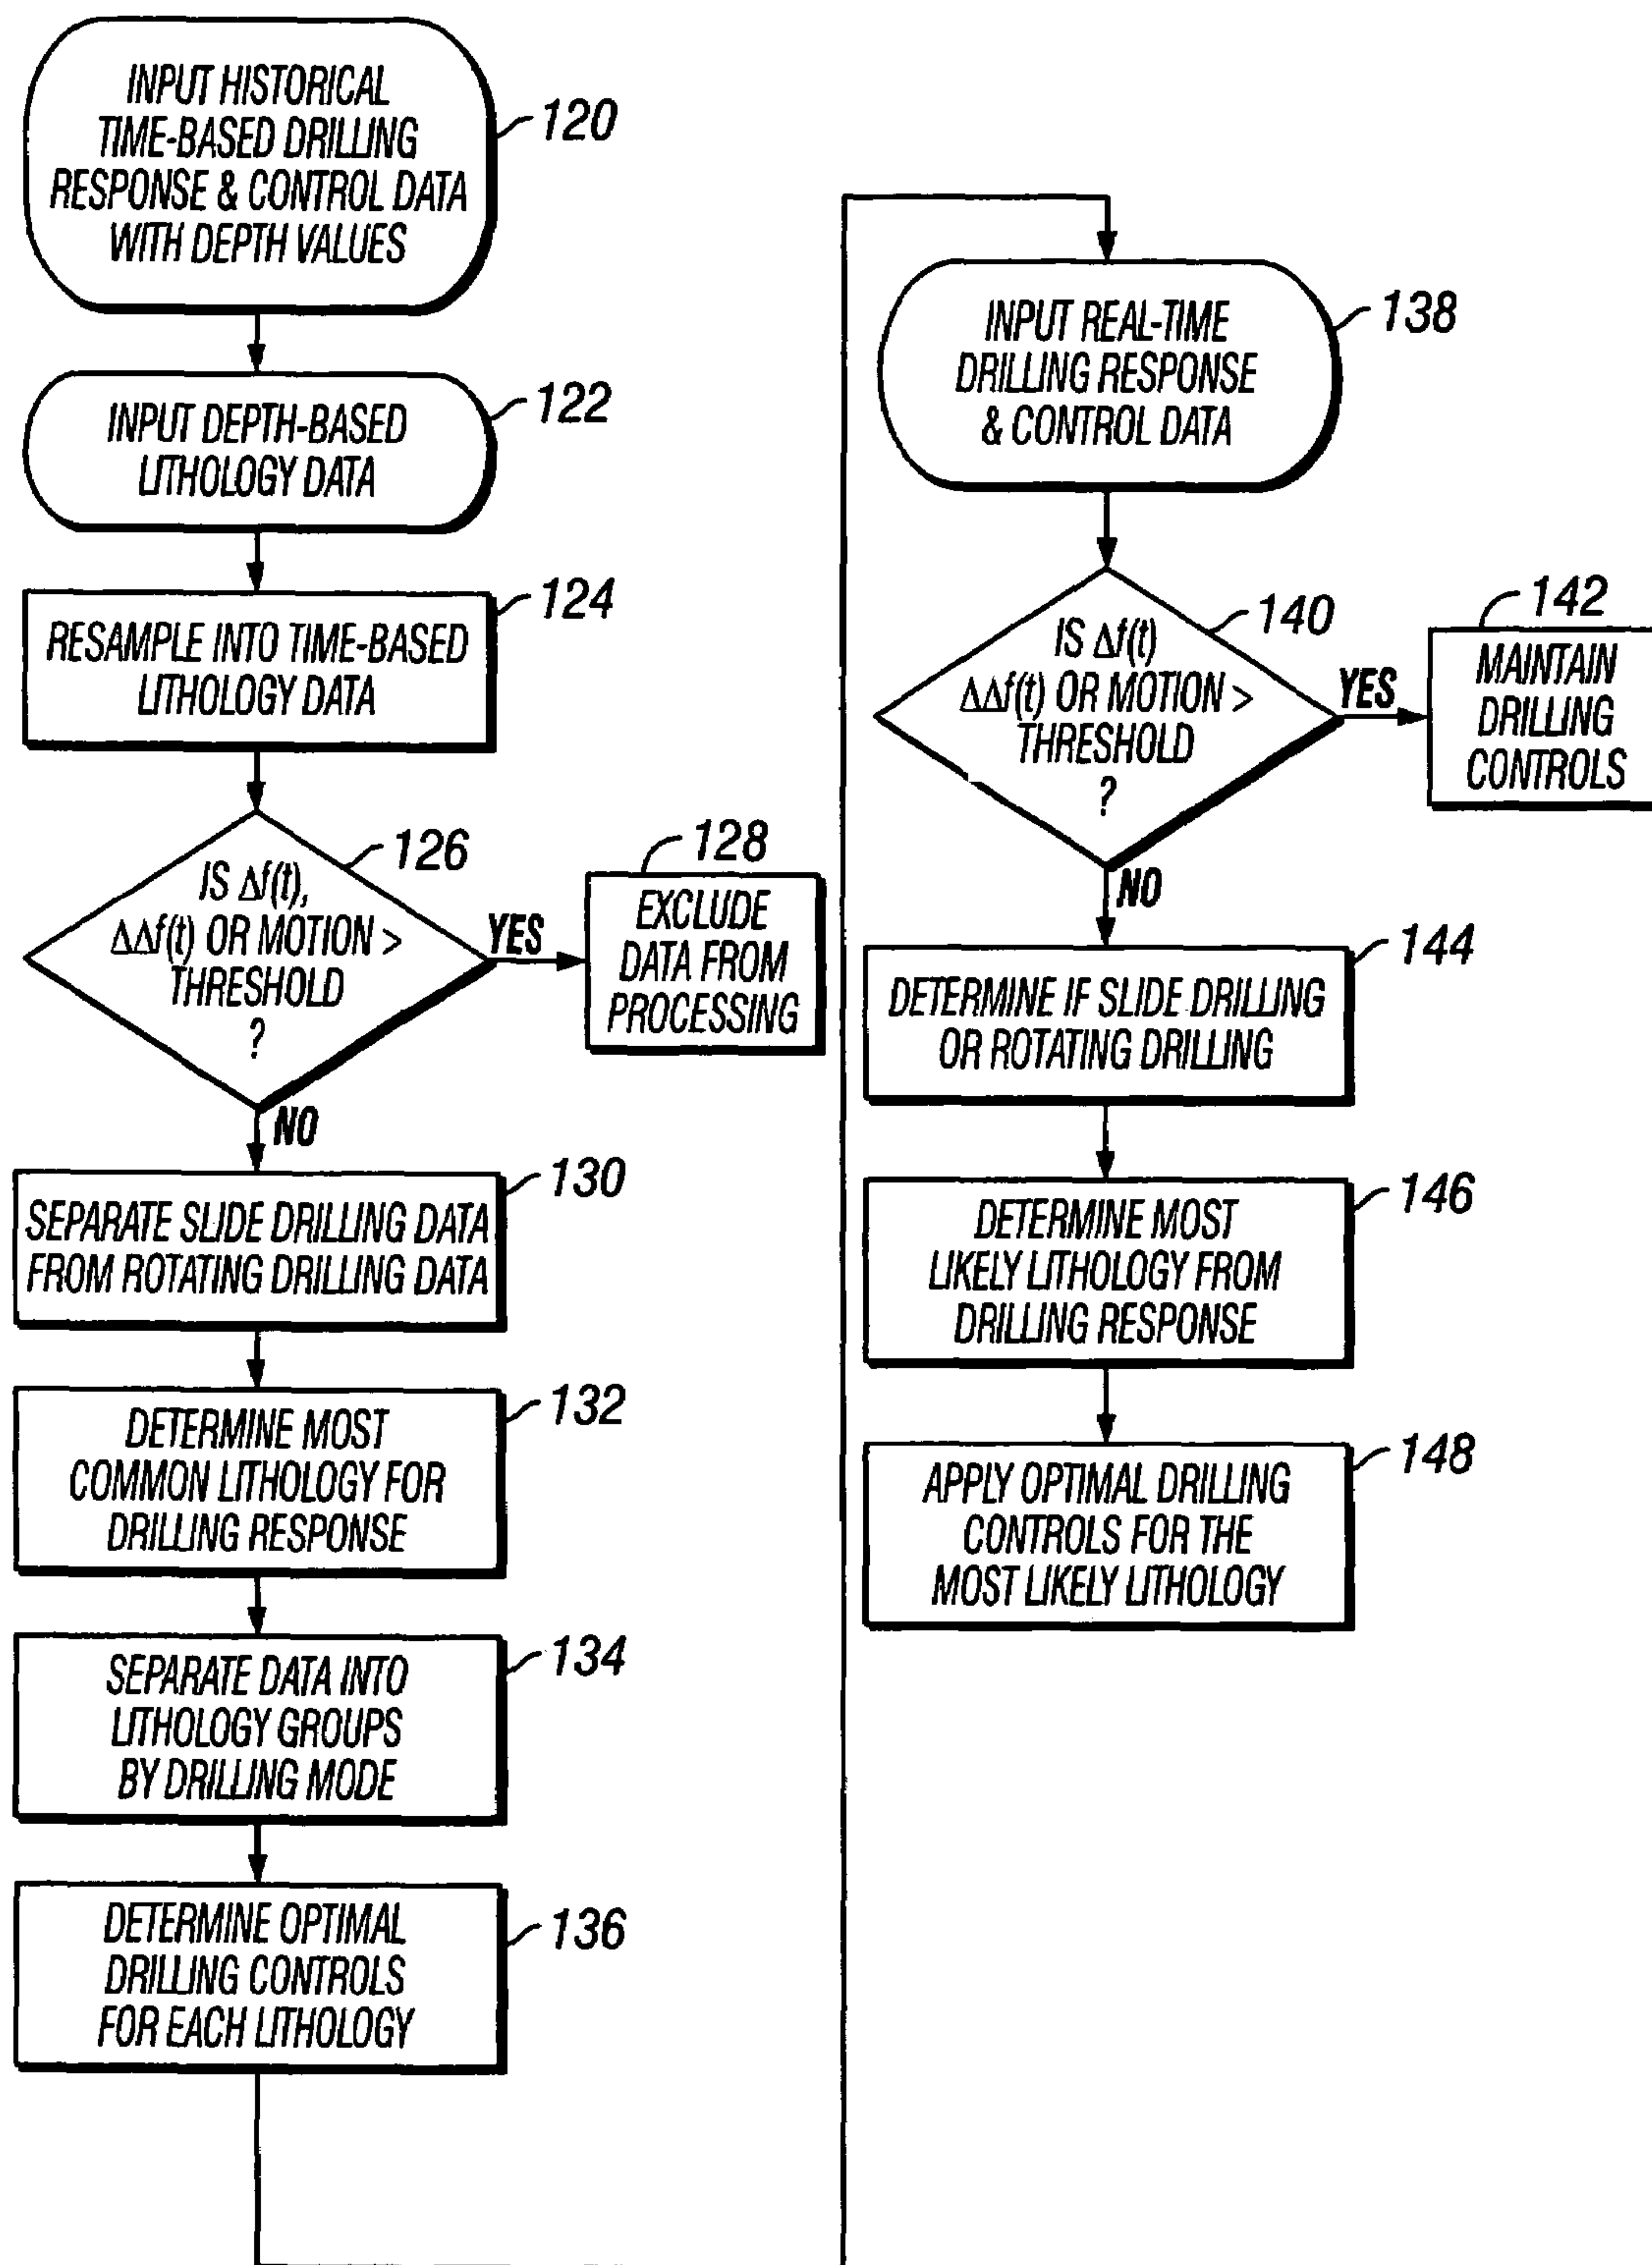 INPUT HISTORICAL
TIME-BASED DRILLING
RESPONSE & CONTROL DATA
WITH DEPTH VALUES
120
INPUT DEPTH-BASED
LITHOLOGY DATA
122
RESAMPLE INTO TIME-BASED
LITHOLOGY DATA
124
IS Δf(t),
ΔΔf(t) OR MOTION >
THRESHOLD
?
126
YES
128
EXCLUDE
DATA FROM
PROCESSING
NO
SEPARATE SLIDE DRILLING DATA
FROM ROTATING DRILLING DATA
130
DETERMINE MOST
COMMON LITHOLOGY FOR
DRILLING RESPONSE
132
SEPARATE DATA INTO
LITHOLOGY GROUPS
BY DRILLING MODE
134
DETERMINE OPTIMAL
DRILLING CONTROLS
FOR EACH LITHOLOGY
136
INPUT REAL-TIME
DRILLING RESPONSE
& CONTROL DATA
138
IS Δf(t)
ΔΔf(t) OR MOTION >
THRESHOLD
?
140
YES
142
MAINTAIN
DRILLING
CONTROLS
NO
DETERMINE IF SLIDE DRILLING
OR ROTATING DRILLING
144
DETERMINE MOST
LIKELY LITHOLOGY FROM
DRILLING RESPONSE
146
APPLY OPTIMAL DRILLING
CONTROLS FOR THE
MOST LIKELY LITHOLOGY
148